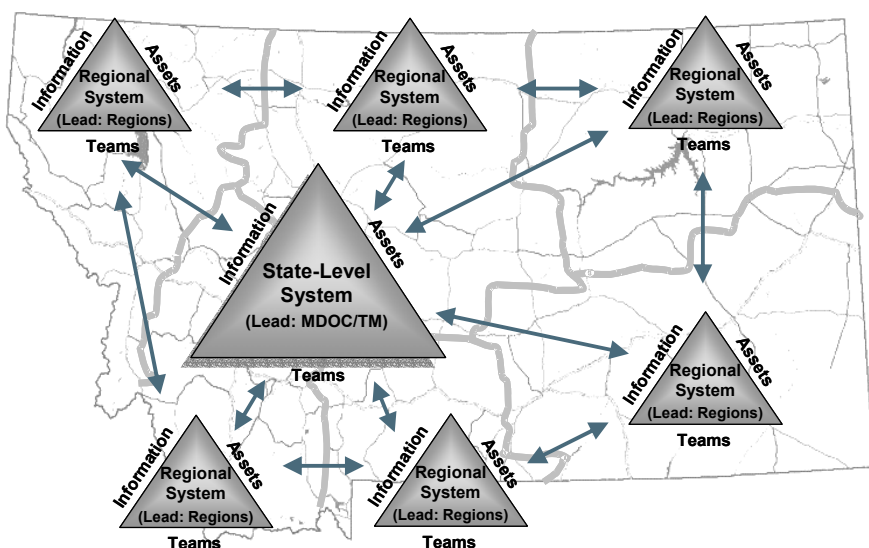 Information
Assets
Regional
System
(Lead: Regions)
Teams
Information
Assets
Regional
System
(Lead: Regions)
Teams
Information
Assets
Regional
System
(Lead: Regions)
Teams
Information
Assets
State-Level
System
(Lead: MDOC/TM)
Teams
Information
Assets
Regional
System
(Lead: Regions)
Teams
Information
Assets
Regional
System
(Lead: Regions)
Teams
Information
Assets
Regional
System
(Lead: Regions)
Teams